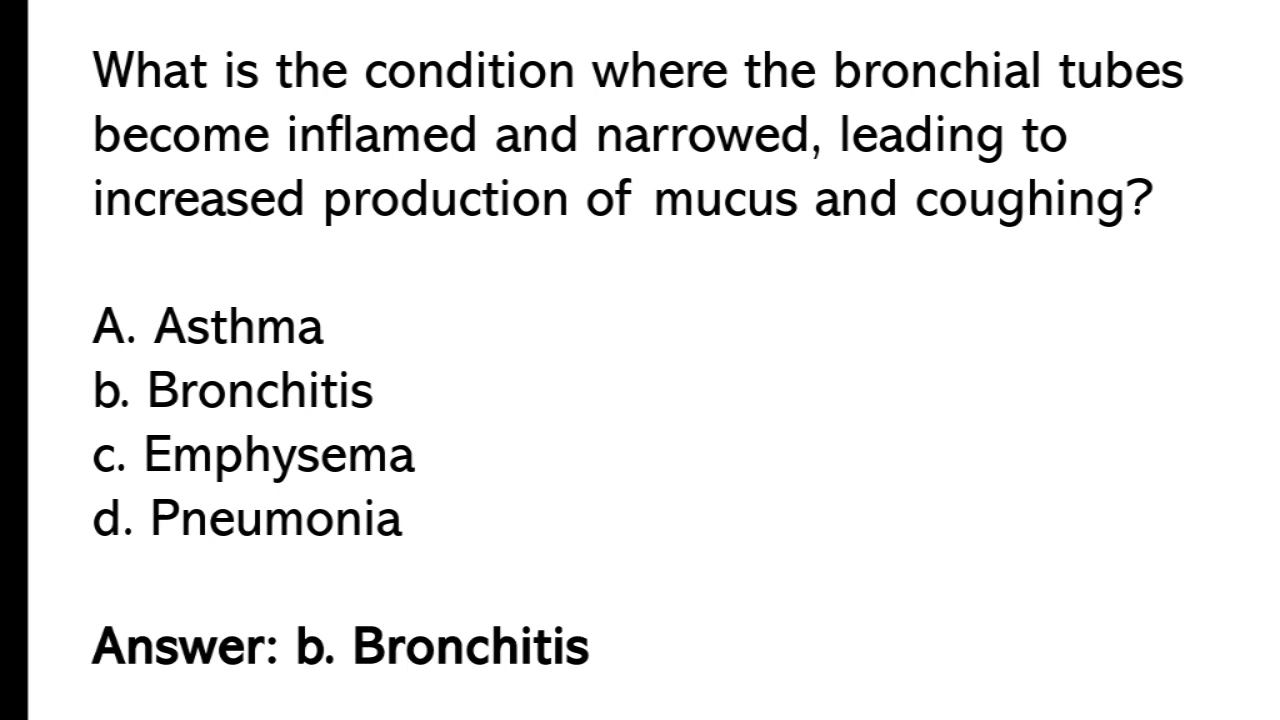 What is the condition where the bronchial tubes
become inflamed and narrowed, leading to
increased production of mucus and coughing?
A. Asthma
b. Bronchitis
c. Emphysema
d. Pneumonia
Answer: b. Bronchitis